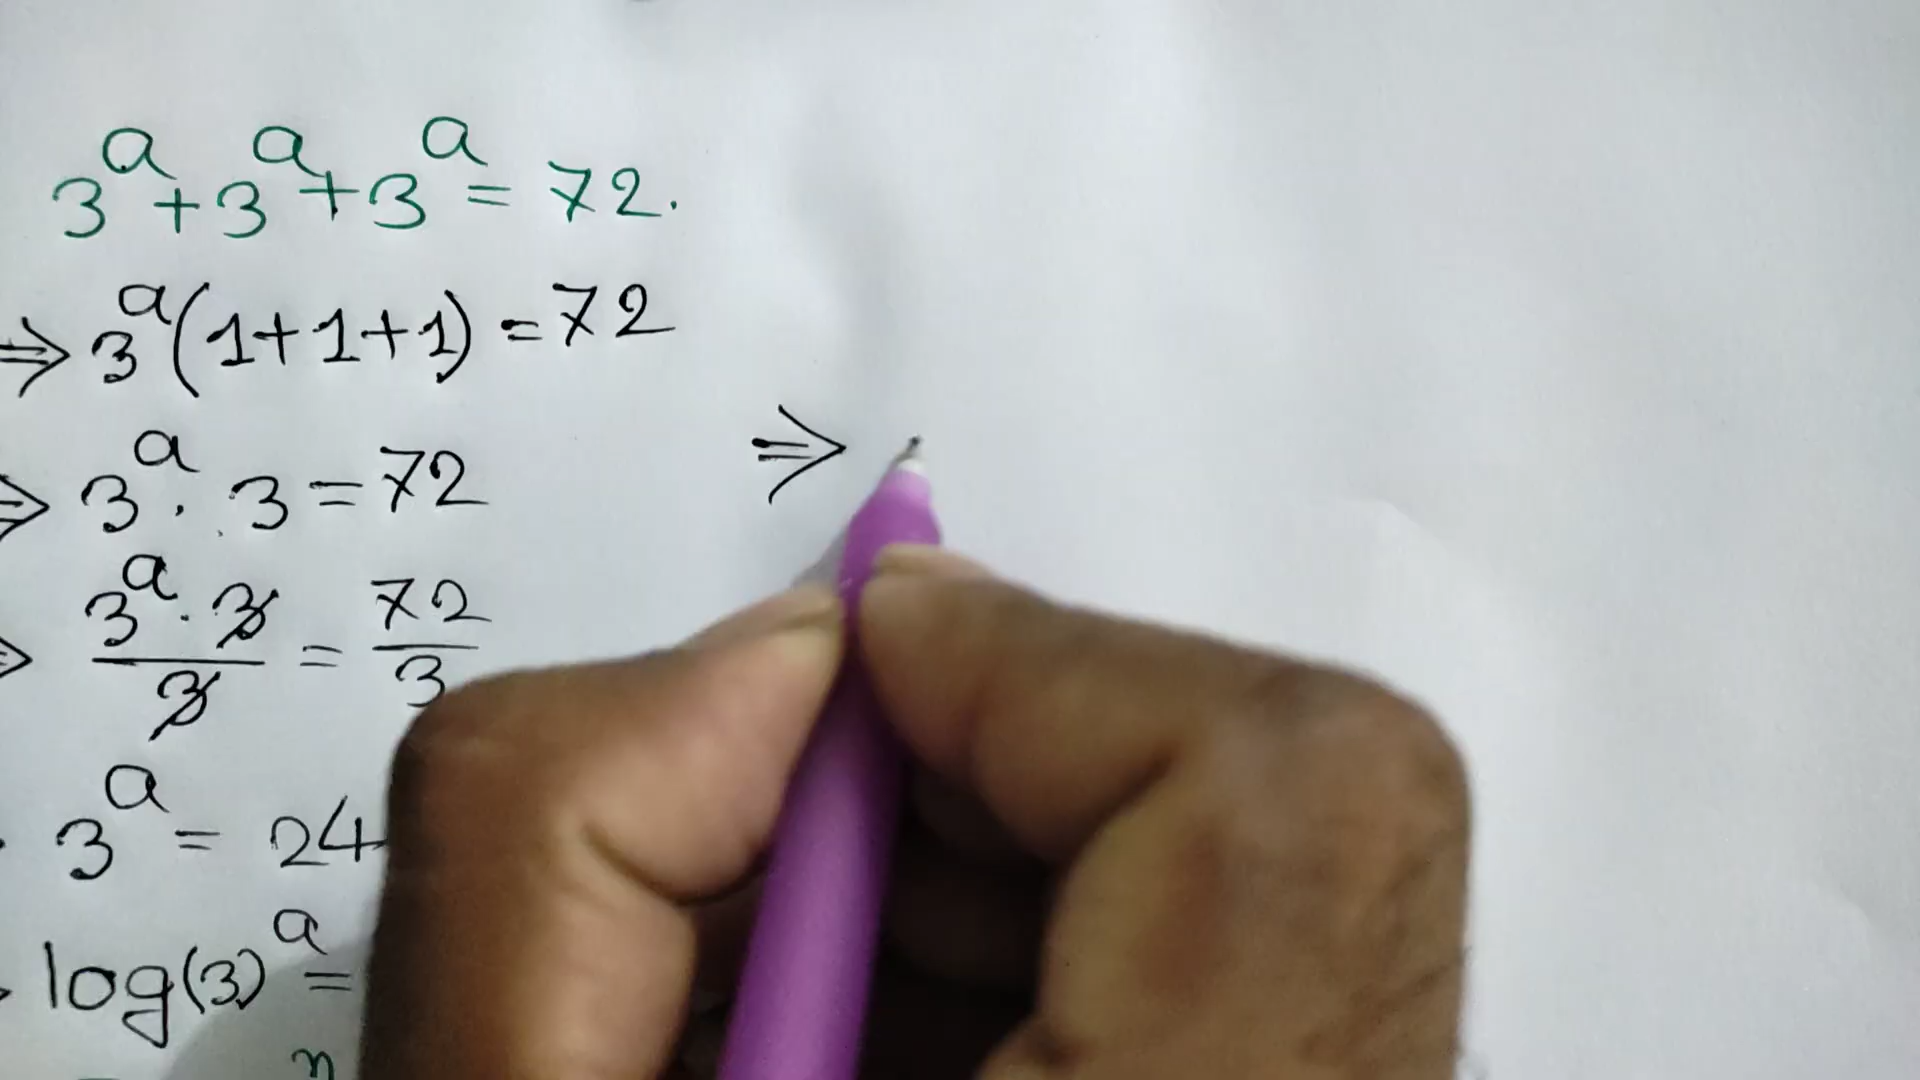 3^a + 3^a + 3^a = 72.
⇒ 3^a (1+1+1) = 72
⇒ 3^a . 3 = 72
⇒ 3^a . 3 / 3 = 72 / 3
3^a = 24
log(3)^a =
n
⇒